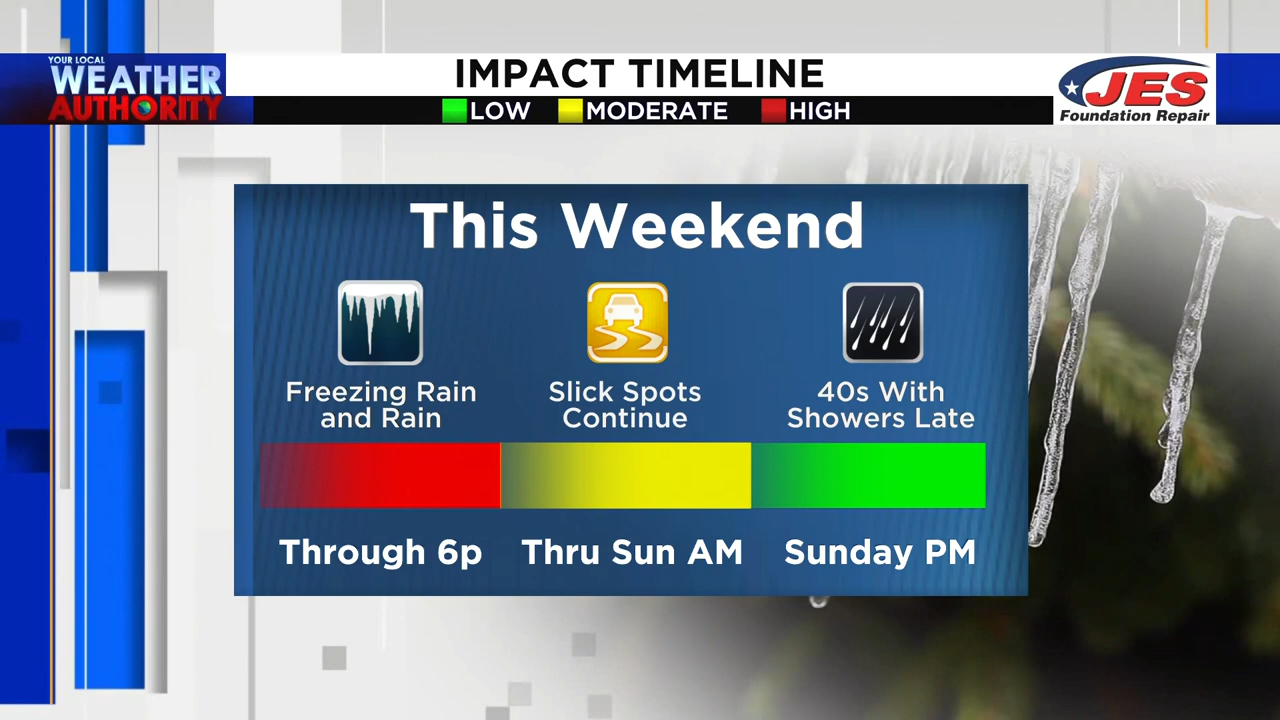 YOUR LOCAL
WEATHER
AUTHORITY
IMPACT TIMELINE
LOW MODERATE HIGH
JES
Foundation Repair
This Weekend
Freezing Rain
and Rain
Slick Spots
Continue
40s With
Showers Late
Through 6p
Thru Sun AM
Sunday PM